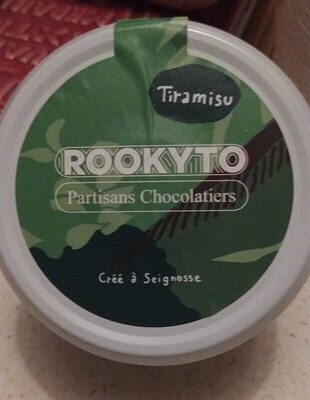 Tiramisu
ROOKYTO
Partisans Chocolatiers
Créé à Seignosse